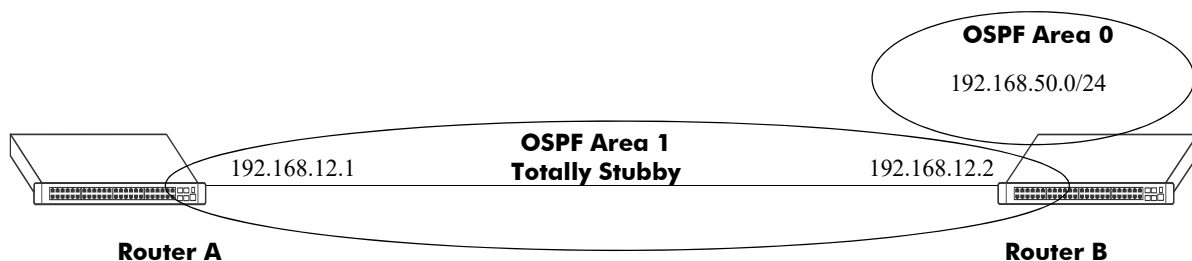 OSPF Area 0
192.168.50.0/24
OSPF Area 1
Totally Stubby
192.168.12.1
192.168.12.2
Router A
Router B